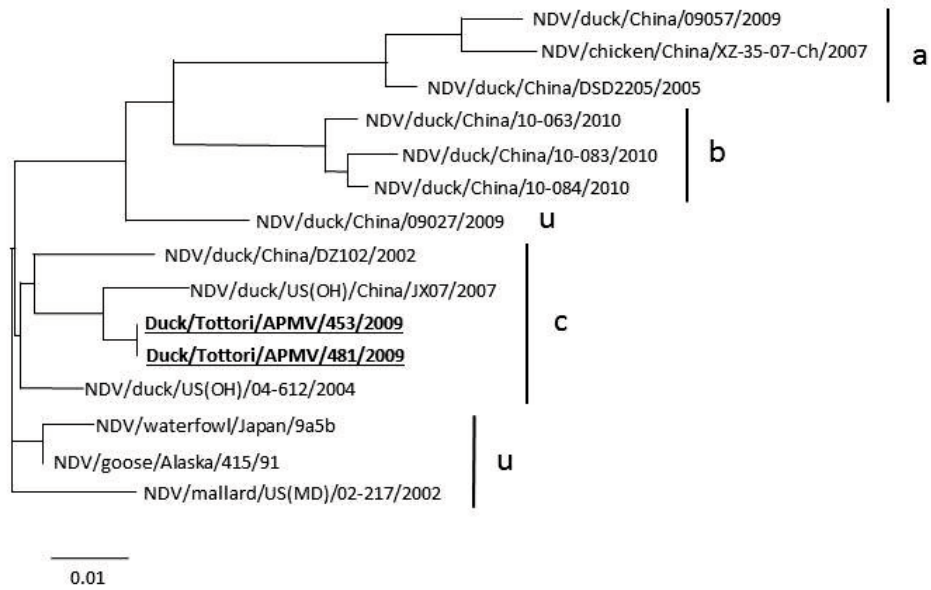 NDV/duck/China/09057/2009
NDV/chicken/China/XZ-35-07-Ch/2007
a
NDV/duck/China/DSD2205/2005
NDV/duck/China/10-063/2010
NDV/duck/China/10-083/2010
b
NDV/duck/China/10-084/2010
NDV/duck/China/09027/2009
u
NDV/duck/China/DZ102/2002
NDV/duck/US(OH)/China/JX07/2007
Duck/Tottori/APMV/453/2009
c
Duck/Tottori/APMV/481/2009
NDV/duck/US(OH)/04-612/2004
NDV/waterfowl/Japan/9a5b
NDV/goose/Alaska/415/91
u
NDV/mallard/US(MD)/02-217/2002
0.01